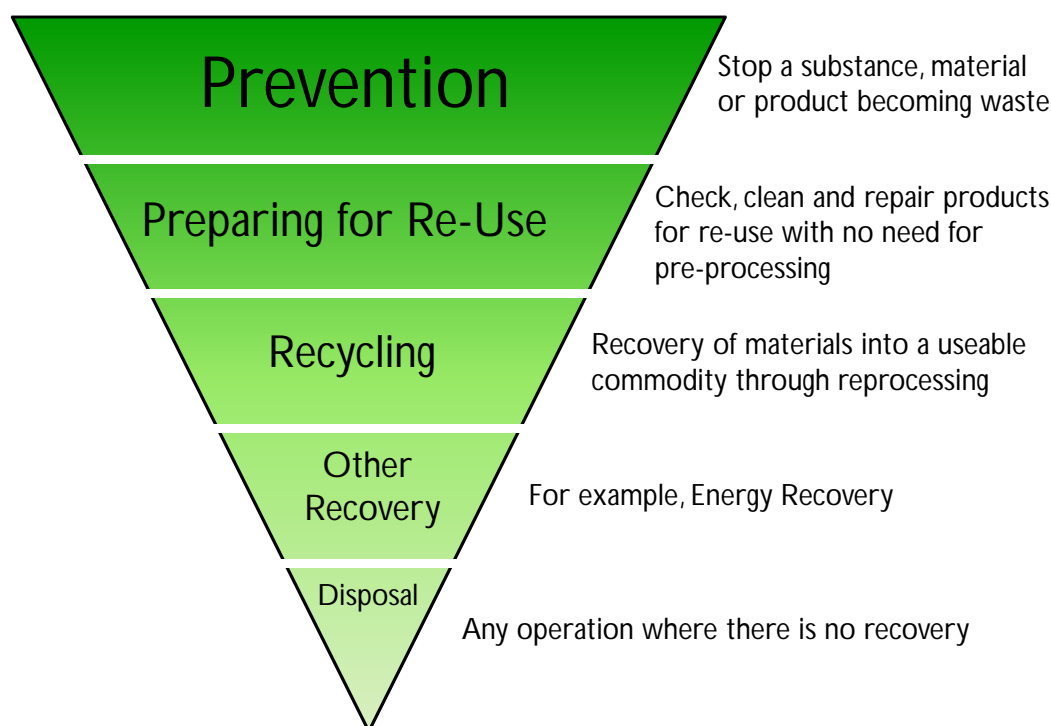 Prevention
Stop a substance, material
or product becoming waste
Preparing for Re-Use
Check, clean and repair products
for re-use with no need for
pre-processing
Recycling
Recovery of materials into a useable
commodity through reprocessing
Other
Recovery
For example, Energy Recovery
Disposal
Any operation where there is no recovery